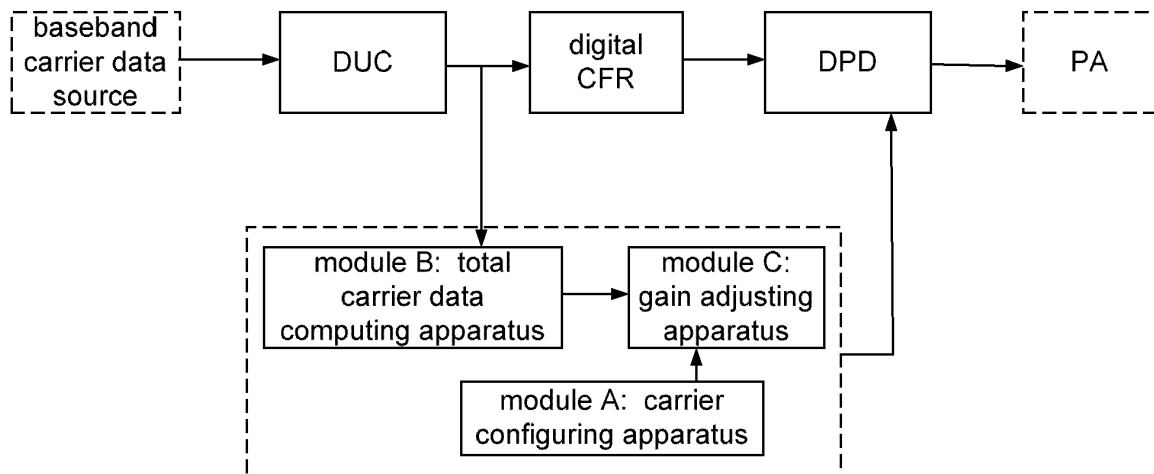 baseband
carrier data
source
DUC
digital
CFR
DPD
PA
module B: total
carrier data
computing apparatus
module C:
gain adjusting
apparatus
module A: carrier
configuring apparatus